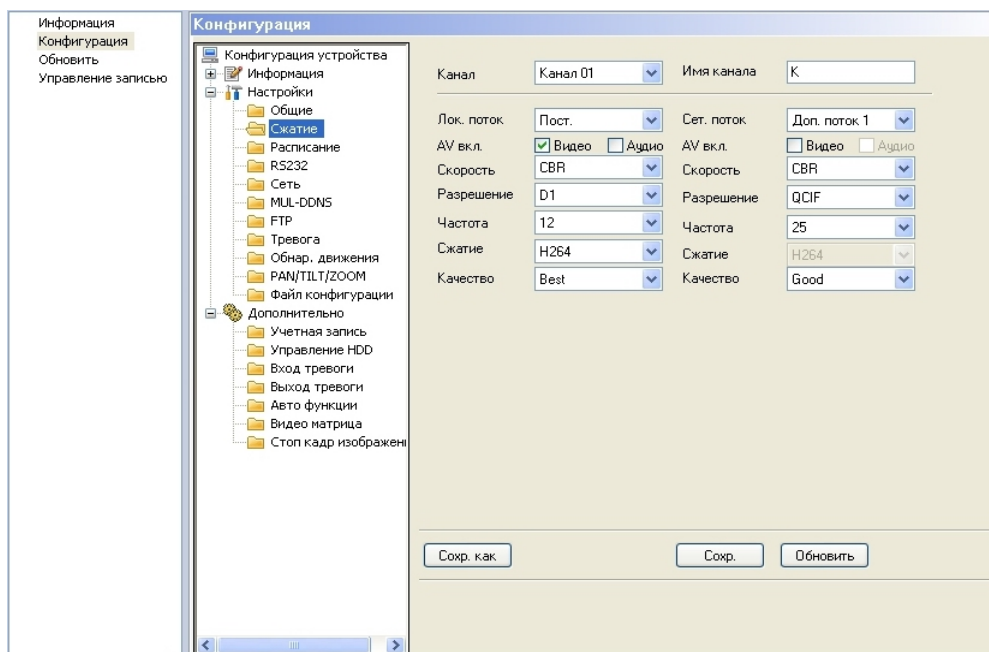 Информация
Конфигурация
Обновить
Управление записью
Конфигурация
Конфигурация устройства
Информация
Настройки
Общие
Сжатие
Расписание
RS232
Сеть
MUL-DDNS
FTP
Тревога
Обнар. движения
PAN/TILT/ZOOM
Файл конфигурации
Дополнительно
Учетная запись
Управление HDD
Вход тревоги
Выход тревоги
Авто функции
Видео матрица
Стоп кадр изображени
Канал Канал 01 Имя канала К
Лок. поток Пост. Сет. поток Доп. поток 1
AV вкл. Видео Аудио AV вкл. Видео Аудио
Скорость CBR Скорость CBR
Разрешение D1 Разрешение QCIF
Частота 12 Частота 25
Сжатие H264 Сжатие H264
Качество Best Качество Good
Сохр. как Сохр. Обновить